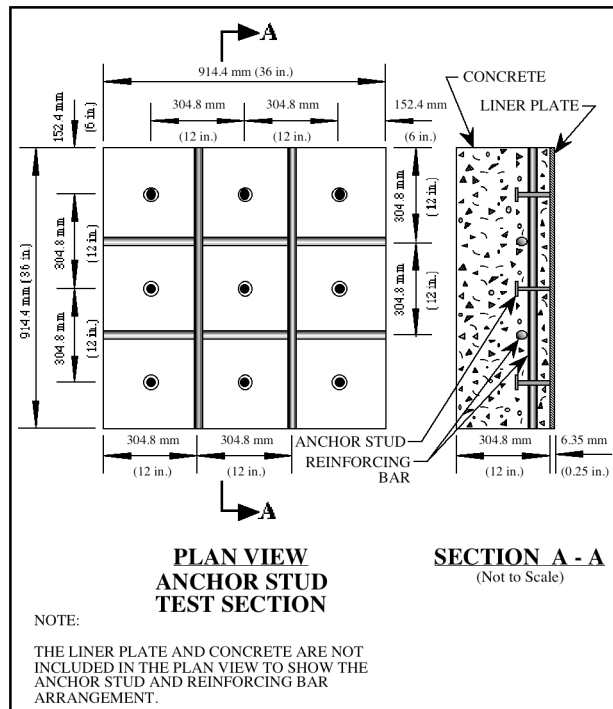 A
914.4 mm (36 in.)
304.8 mm
304.8 mm
152.4 mm
(12 in.)
(12 in.)
(6 in.)
152.4 mm
(6 in.)
CONCRETE
LINER PLATE
914.4 mm (36 in.)
304.8 mm
(12 in.)
304.8 mm
(12 in.)
304.8 mm
(12 in.)
304.8 mm
(12 in.)
ANCHOR STUD
REINFORCING
BAR
304.8 mm
304.8 mm
(12 in.)
(12 in.)
304.8 mm
6.35 mm
(12 in.)
(0.25 in.)
A
PLAN VIEW
ANCHOR STUD
TEST SECTION
SECTION A - A
(Not to Scale)
NOTE:
THE LINER PLATE AND CONCRETE ARE NOT
INCLUDED IN THE PLAN VIEW TO SHOW THE
ANCHOR STUD AND REINFORCING BAR
ARRANGEMENT.